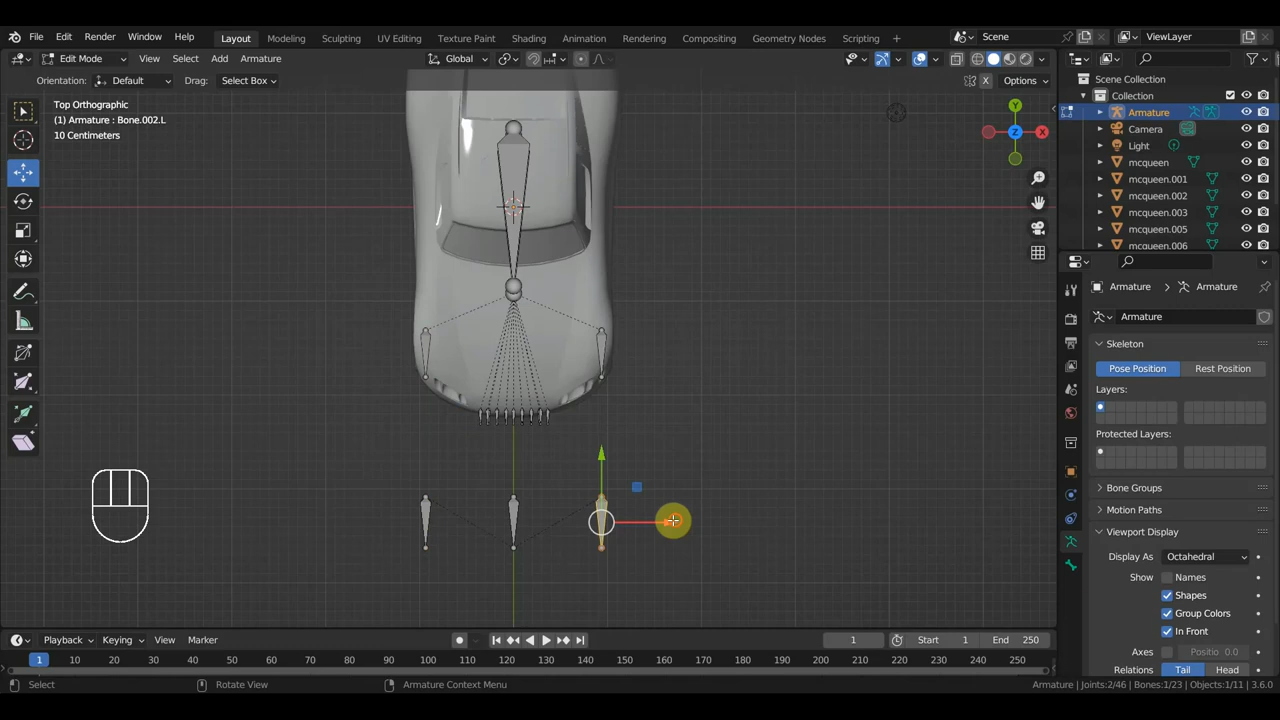 File Edit Render Window Help Layout Modeling Sculpting UV Editing Texture Paint Shading Animation Rendering Compositing Geometry Nodes Scripting + Scene ViewLayer
Edit Mode View Select Add Armature Global X Options
Orientation: Default Drag: Select Box
Top Orthographic
(1) Armature : Bone.002.L
10 Centimeters
Y
Z
X
Scene Collection
Collection
Armature
Camera
Light
mcqueen
mcqueen.001
mcqueen.002
mcqueen.003
mcqueen.005
mcqueen.006
Armature > Armature
Armature
Skeleton
Pose Position Rest Position
Layers:
Protected Layers:
Bone Groups
Motion Paths
Viewport Display
Display As Octahedral
Show Names
Shapes
Group Colors
In Front
Axes Positio 0.0
Relations Tail Head
Playback Keying View Marker 1 Start 1 End 250
1 10 20 30 40 50 60 70 80 90 100 110 120 130 140 150 160 170 180 190 200 210 220 230 240 250
Select Rotate View Armature Context Menu Armature | Joints:2/46 | Bones:1/23 | Objects:1/11 | 3.6.0